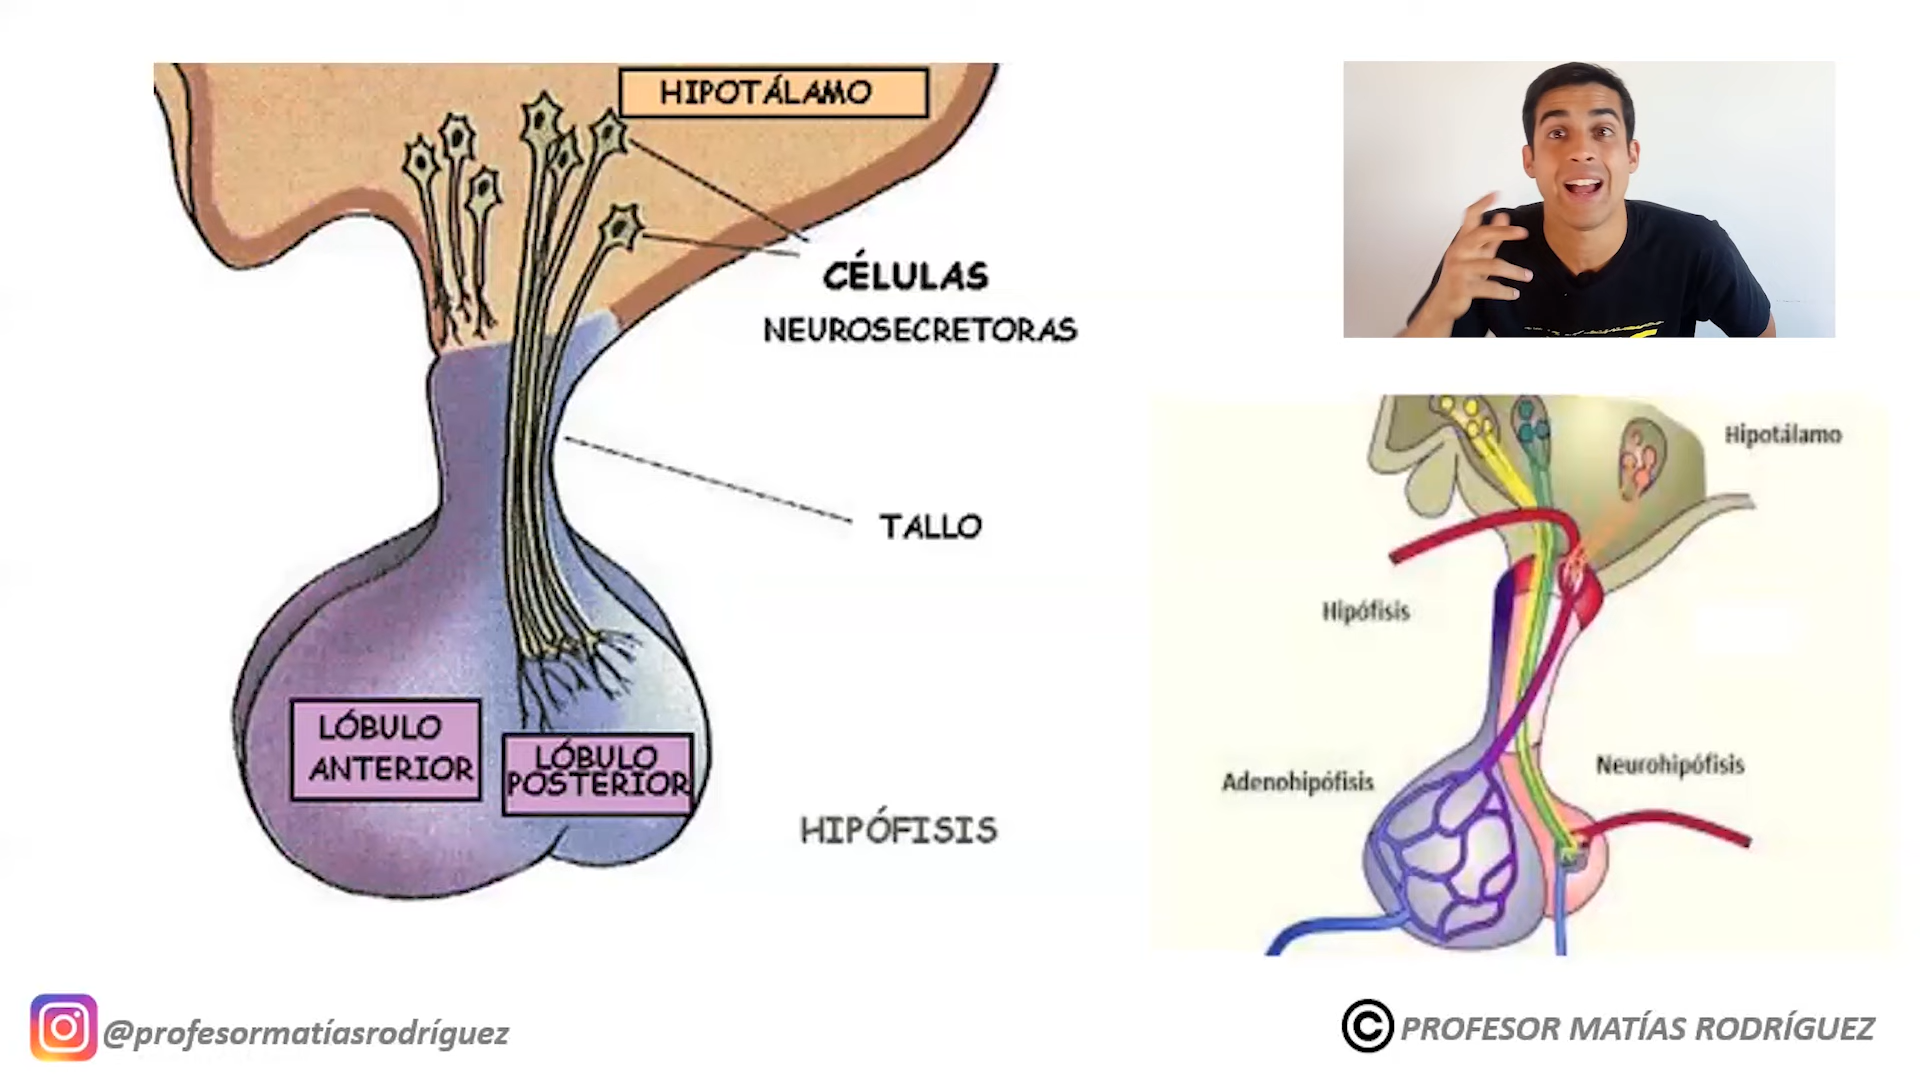 HIPOTÁLAMO
CÉLULAS
NEUROSECRETORAS
TALLO
LÓBULO
ANTERIOR
LÓBULO
POSTERIOR
HIPÓFISIS
Hipotálamo
Hipófisis
Adenohipófisis
Neurohipófisis
@profesormatíasrodríguez
© PROFESOR MATÍAS RODRÍGUEZ